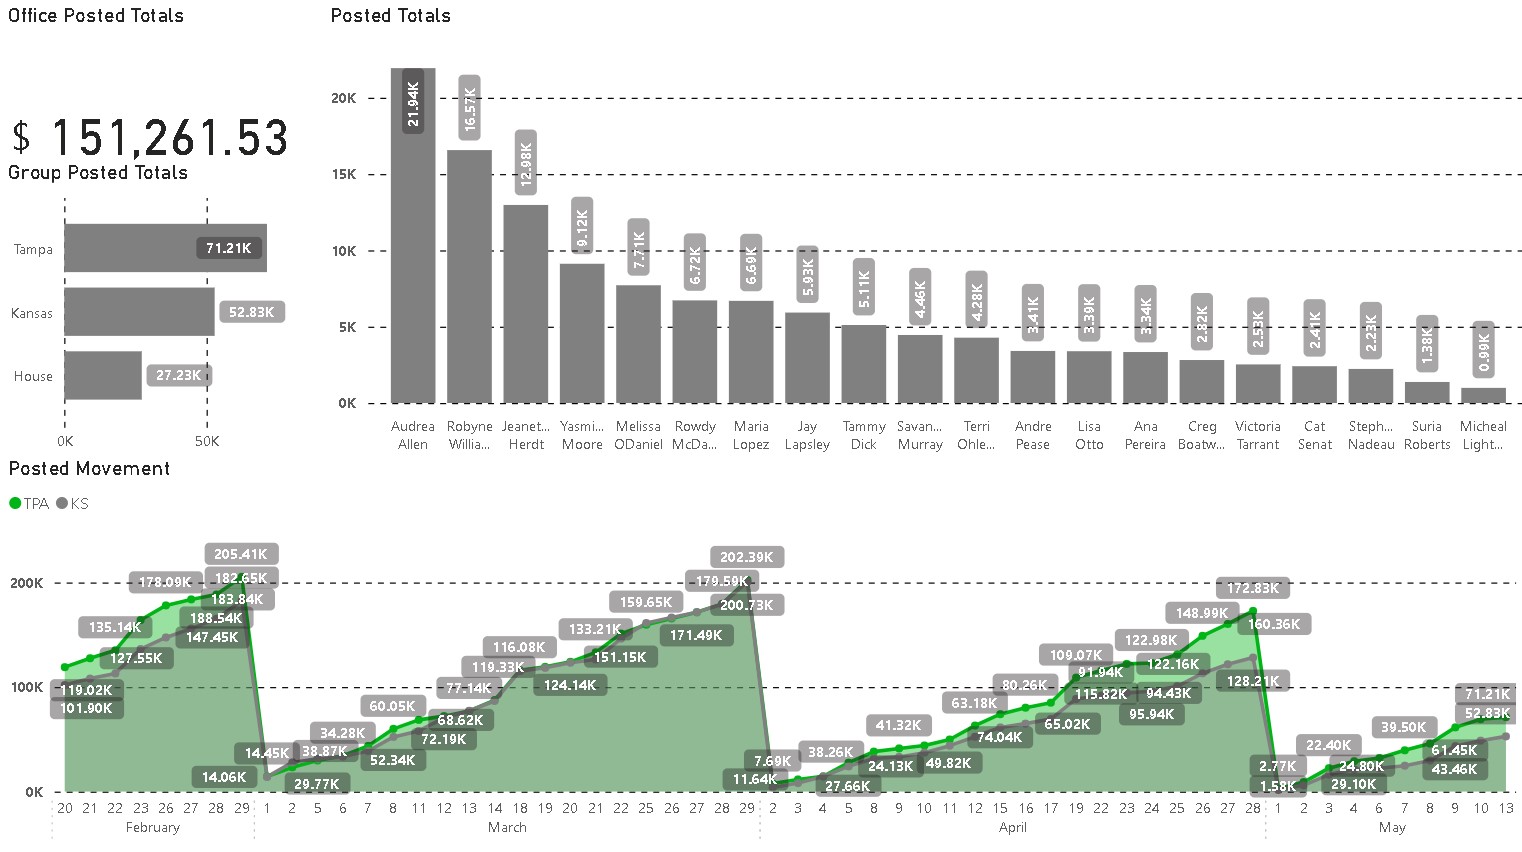 Office Posted Totals
$ 151,261.53
Group Posted Totals
Tampa
71.21K
Kansas
52.83K
House
27.23K
0K 50K
Posted Totals
20K
15K
10K
5K
0K
21.94K 16.57K 12.98K 9.12K 7.71K 6.72K 6.69K 5.93K 5.11K 4.46K 4.28K 3.41K 3.39K 3.34K 2.82K 2.53K 2.41K 2.23K 1.38K 0.99K
Audrea Robyne Jeanet... Yasmi... Melissa Rowdy Maria Jay Tammy Savan... Terri Andre Lisa Ana Creg Victoria Cat Steph... Suria Micheal
Allen Willia... Herdt Moore ODaniel McDa... Lopez Lapsley Dick Murray Ohle... Pease Otto Pereira Boatw... Tarrant Senat Nadeau Roberts Light...
Posted Movement
TPA KS
200K
100K
0K
119.02K
101.90K
135.14K
127.55K
178.09K
205.41K
182.65K
183.84K
188.54K
147.45K
14.45K
14.06K
38.87K
29.77K
34.28K
60.05K
52.34K
77.14K
68.62K
72.19K
116.08K
119.33K
124.14K
133.21K
151.15K
159.65K
171.49K
202.39K
179.59K
200.73K
7.69K
11.64K
38.26K
27.66K
41.32K
24.13K
49.82K
63.18K
74.04K
80.26K
65.02K
109.07K
91.94K
115.82K
122.98K
122.16K
94.43K
95.94K
148.99K
172.83K
160.36K
128.21K
2.77K
1.58K
22.40K
24.80K
29.10K
39.50K
61.45K
43.46K
71.21K
52.83K
20 21 22 23 26 27 28 29 1 2 5 6 7 8 11 12 13 14 18 19 20 21 22 25 26 27 28 29 2 3 4 5 8 9 10 11 12 15 16 17 19 22 23 24 25 26 27 28 1 2 3 4 6 7 8 9 10 13
February March April May